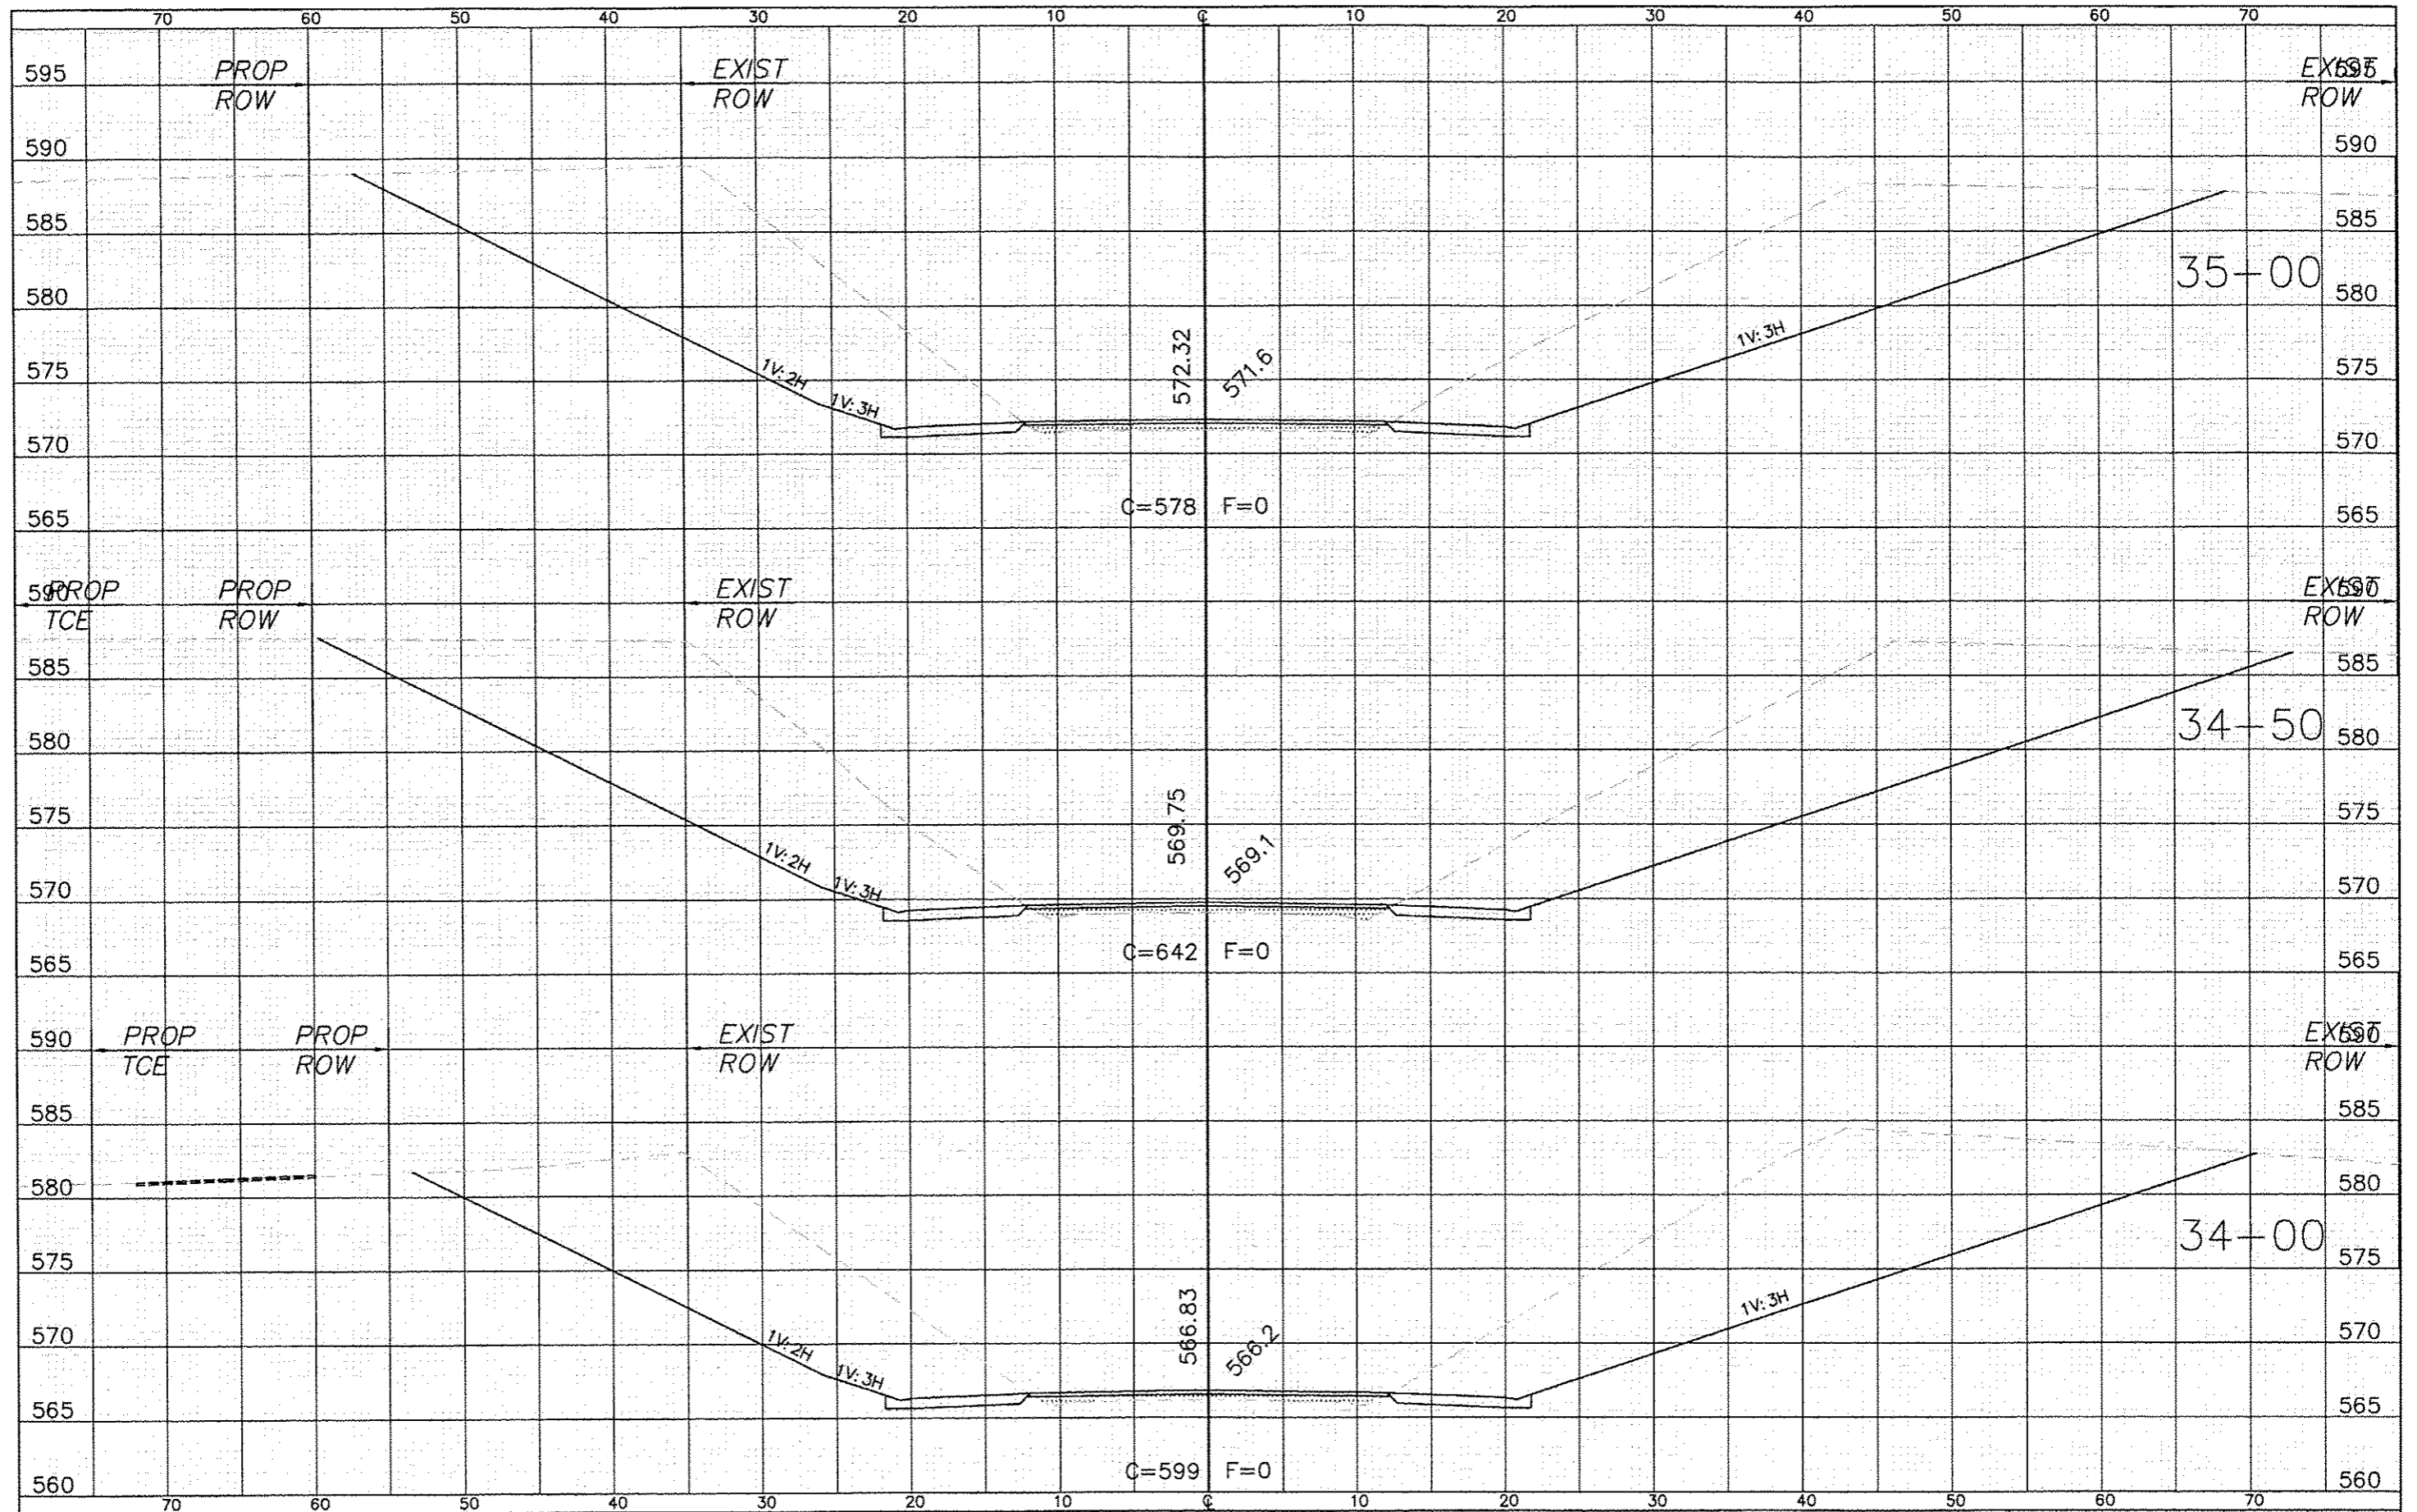 70 60 50 40 30 20 10 ℄ 10 20 30 40 50 60 70
595 PROP ROW EXIST ROW EXIST ROW 595
590 590
585 585
35-00
580 580
1V:3H
572.32 571.6
575 1V:2H 575
1V:3H
570 570
C=578 F=0
565 565
590 PROP TCE PROP ROW EXIST ROW EXIST ROW 590
585 585
34-50
580 580
575 569.75 575
1V:2H 569.1
570 1V:3H 570
C=642 F=0
565 565
590 PROP TCE PROP ROW EXIST ROW EXIST ROW 590
585 585
580 580
34-00
575 575
1V:3H
570 566.83 566.2 570
1V:2H
1V:3H
565 565
C=599 F=0
560 560
70 60 50 40 30 20 10 ℄ 10 20 30 40 50 60 70